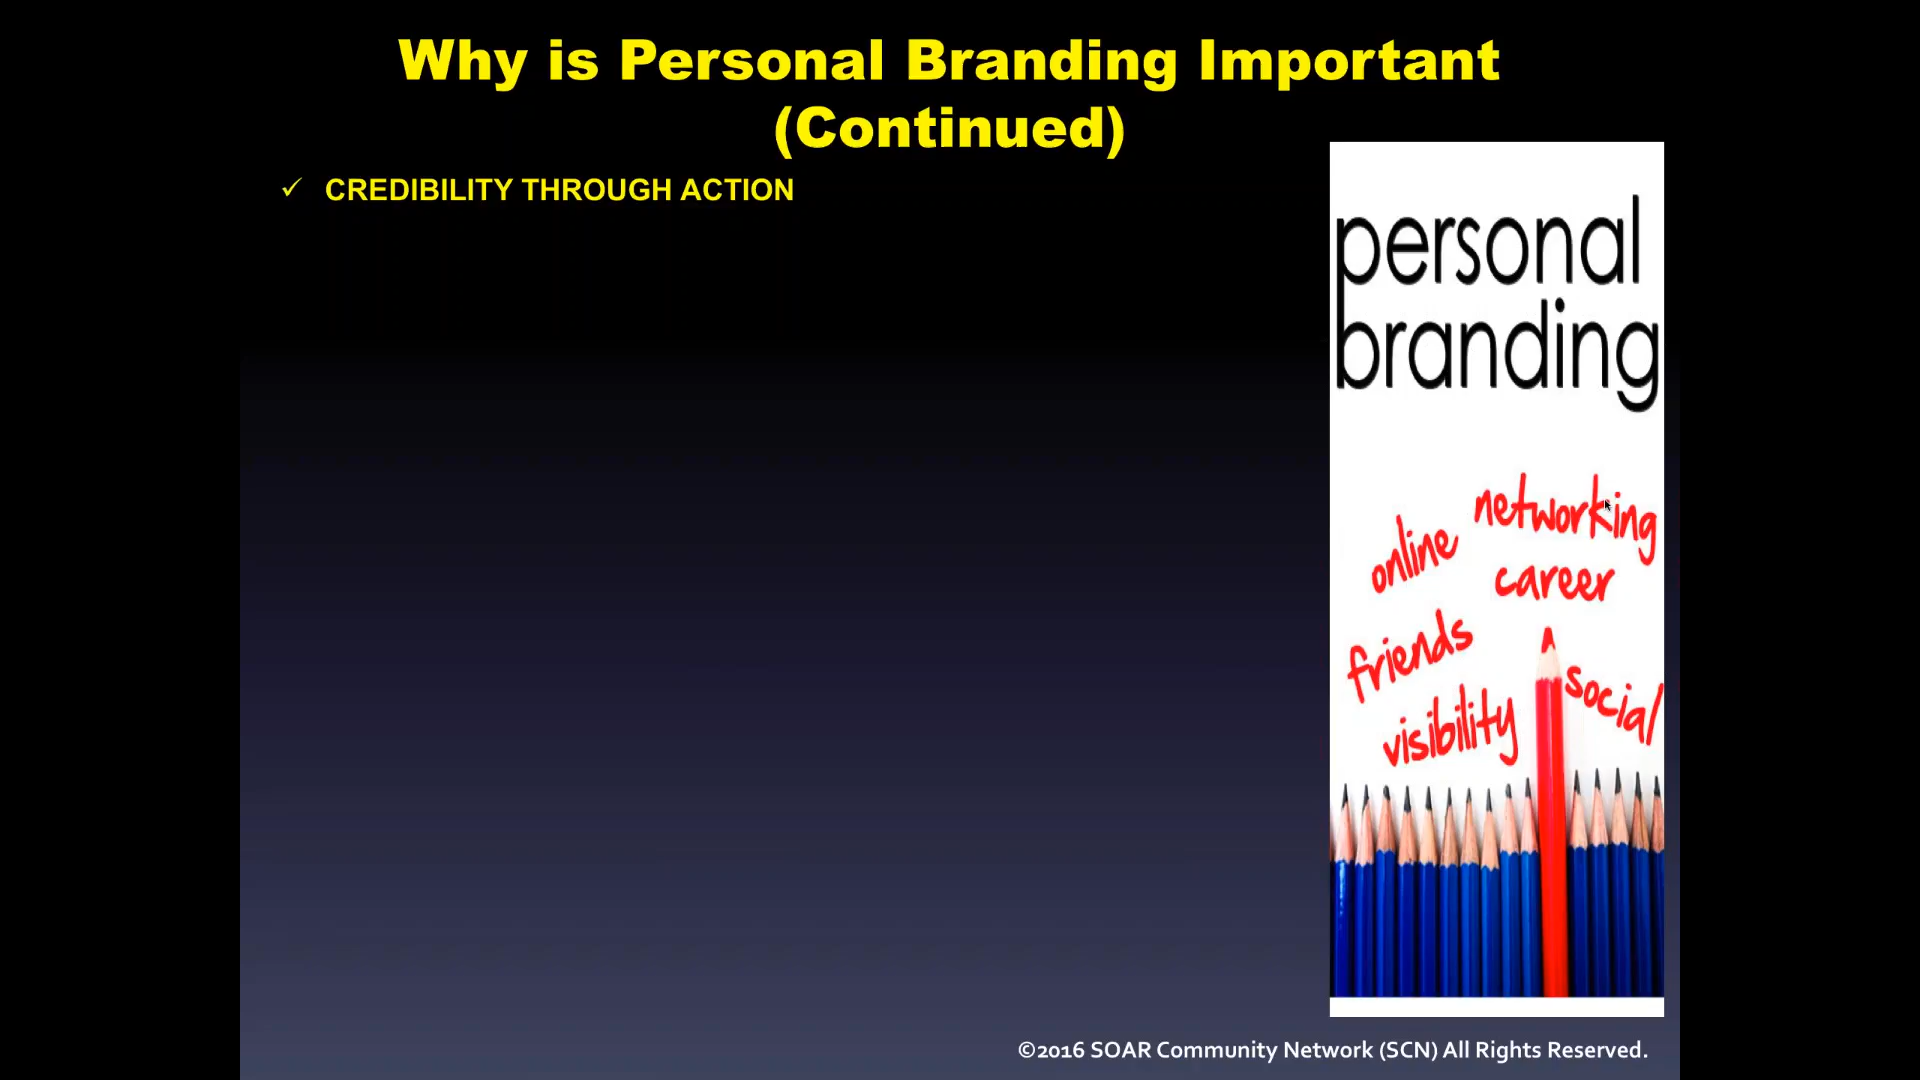 Why is Personal Branding Important
(Continued)
✓ CREDIBILITY THROUGH ACTION
personal
branding
networking
online
career
friends
social
visibility
©2016 SOAR Community Network (SCN) All Rights Reserved.